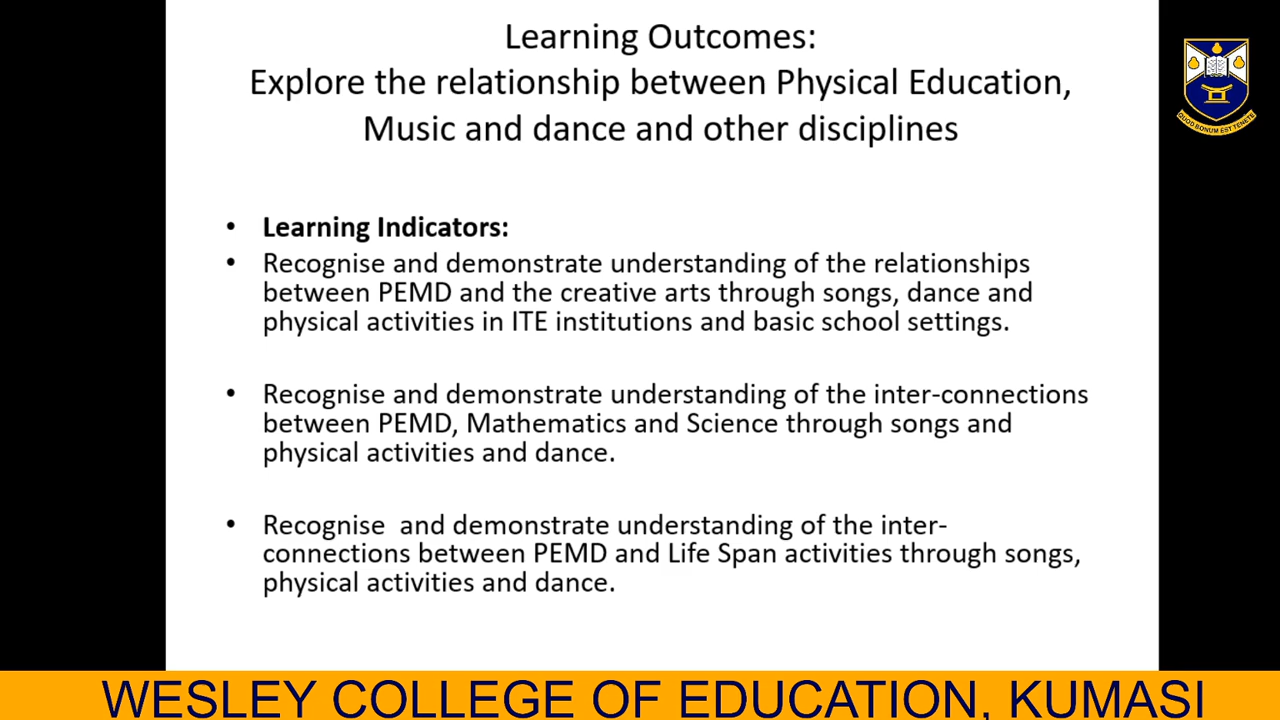 Learning Outcomes:
Explore the relationship between Physical Education,
Music and dance and other disciplines
• Learning Indicators:
• Recognise and demonstrate understanding of the relationships
between PEMD and the creative arts through songs, dance and
physical activities in ITE institutions and basic school settings.
• Recognise and demonstrate understanding of the inter-connections
between PEMD, Mathematics and Science through songs and
physical activities and dance.
• Recognise  and demonstrate understanding of the inter-
connections between PEMD and Life Span activities through songs,
physical activities and dance.
QUOD BONUM EST TENETE
WESLEY COLLEGE OF EDUCATION, KUMASI